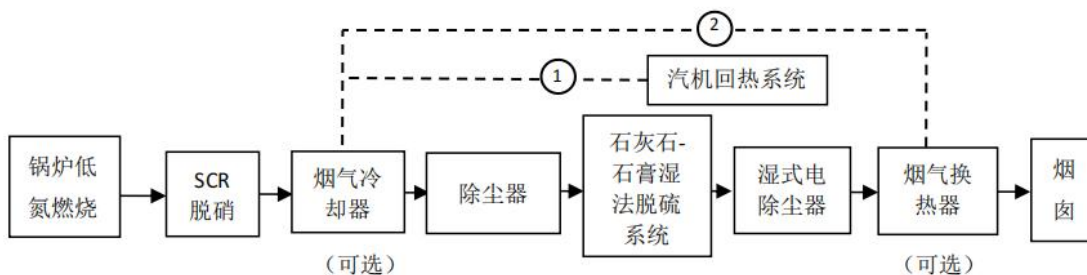 2
1
汽机回热系统
锅炉低
氮燃烧
SCR
脱硝
烟气冷
却器
除尘器
石灰石-
石膏湿
法脱硫
系统
湿式电
除尘器
烟气换
热器
烟
囱
（可选）
（可选）